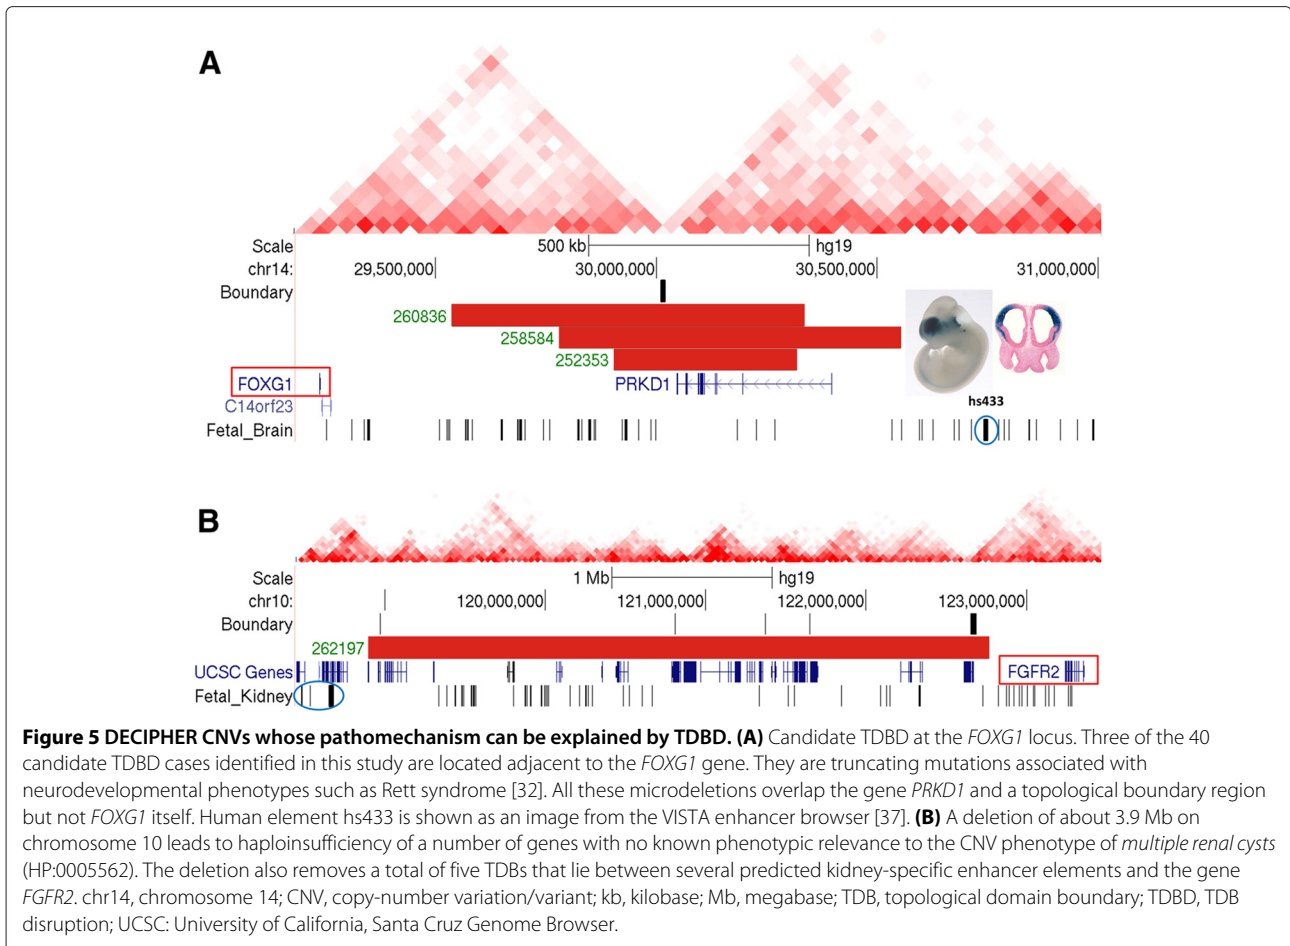 A
Scale 500 kb hg19
chr14: 29,500,000 30,000,000 30,500,000 31,000,000
Boundary
260836
258584
252353
FOXG1 PRKD1
hs433
C14orf23
Fetal_Brain
B
Scale 1 Mb hg19
chr10: 120,000,000 121,000,000 122,000,000 123,000,000
Boundary
262197
UCSC Genes FGFR2
Fetal_Kidney
Figure 5 DECIPHER CNVs whose pathomechanism can be explained by TDBD. (A) Candidate TDBD at the FOXG1 locus. Three of the 40
candidate TDBD cases identified in this study are located adjacent to the FOXG1 gene. They are truncating mutations associated with
neurodevelopmental phenotypes such as Rett syndrome [32]. All these microdeletions overlap the gene PRKD1 and a topological boundary region
but not FOXG1 itself. Human element hs433 is shown as an image from the VISTA enhancer browser [37]. (B) A deletion of about 3.9 Mb on
chromosome 10 leads to haploinsufficiency of a number of genes with no known phenotypic relevance to the CNV phenotype of multiple renal cysts
(HP:0005562). The deletion also removes a total of five TDBs that lie between several predicted kidney-specific enhancer elements and the gene
FGFR2. chr14, chromosome 14; CNV, copy-number variation/variant; kb, kilobase; Mb, megabase; TDB, topological domain boundary; TDBD, TDB
disruption; UCSC: University of California, Santa Cruz Genome Browser.